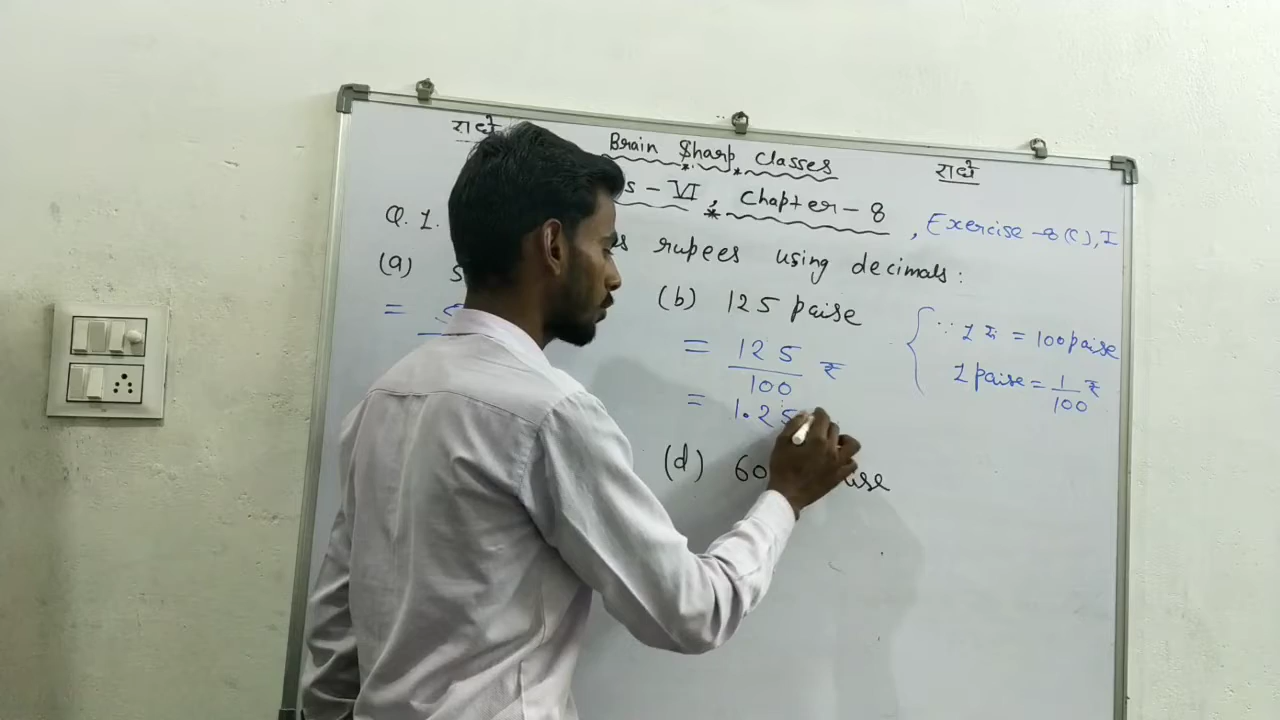 राधे Brain Sharp Classes राधे
s - VI, Chapter - 8, Exercise - 8(C), I
Q. 1. s rupees using decimals:
(a) 5
(b) 125 paise
=
= 125/100 ₹
= 1.25
(d) 60
∵ 1 ₹ = 100 paise
1 paise = 1/100 ₹